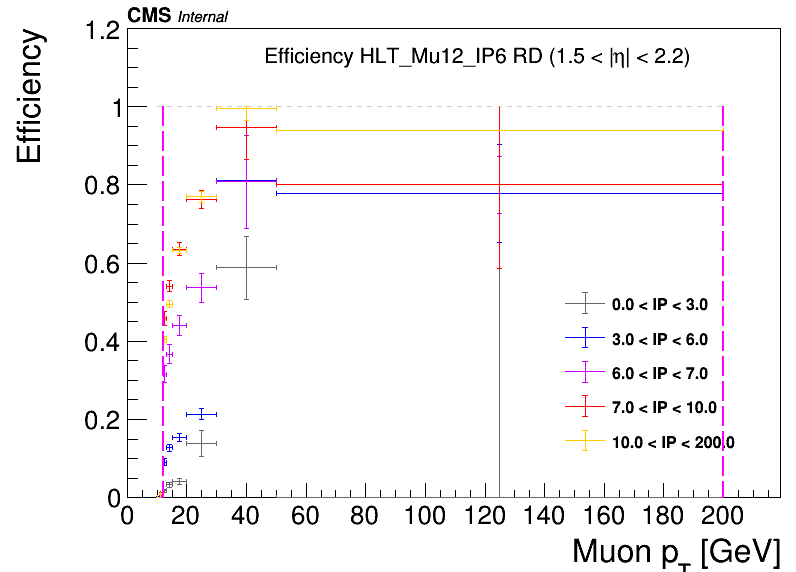 CMS Internal
Efficiency HLT_Mu12_IP6 RD (1.5 < |η| < 2.2)
Efficiency
1.2
1
0.8
0.6
0.4
0.2
0
0.0 < IP < 3.0
3.0 < IP < 6.0
6.0 < IP < 7.0
7.0 < IP < 10.0
10.0 < IP < 200.0
0 20 40 60 80 100 120 140 160 180 200
Muon p_T [GeV]